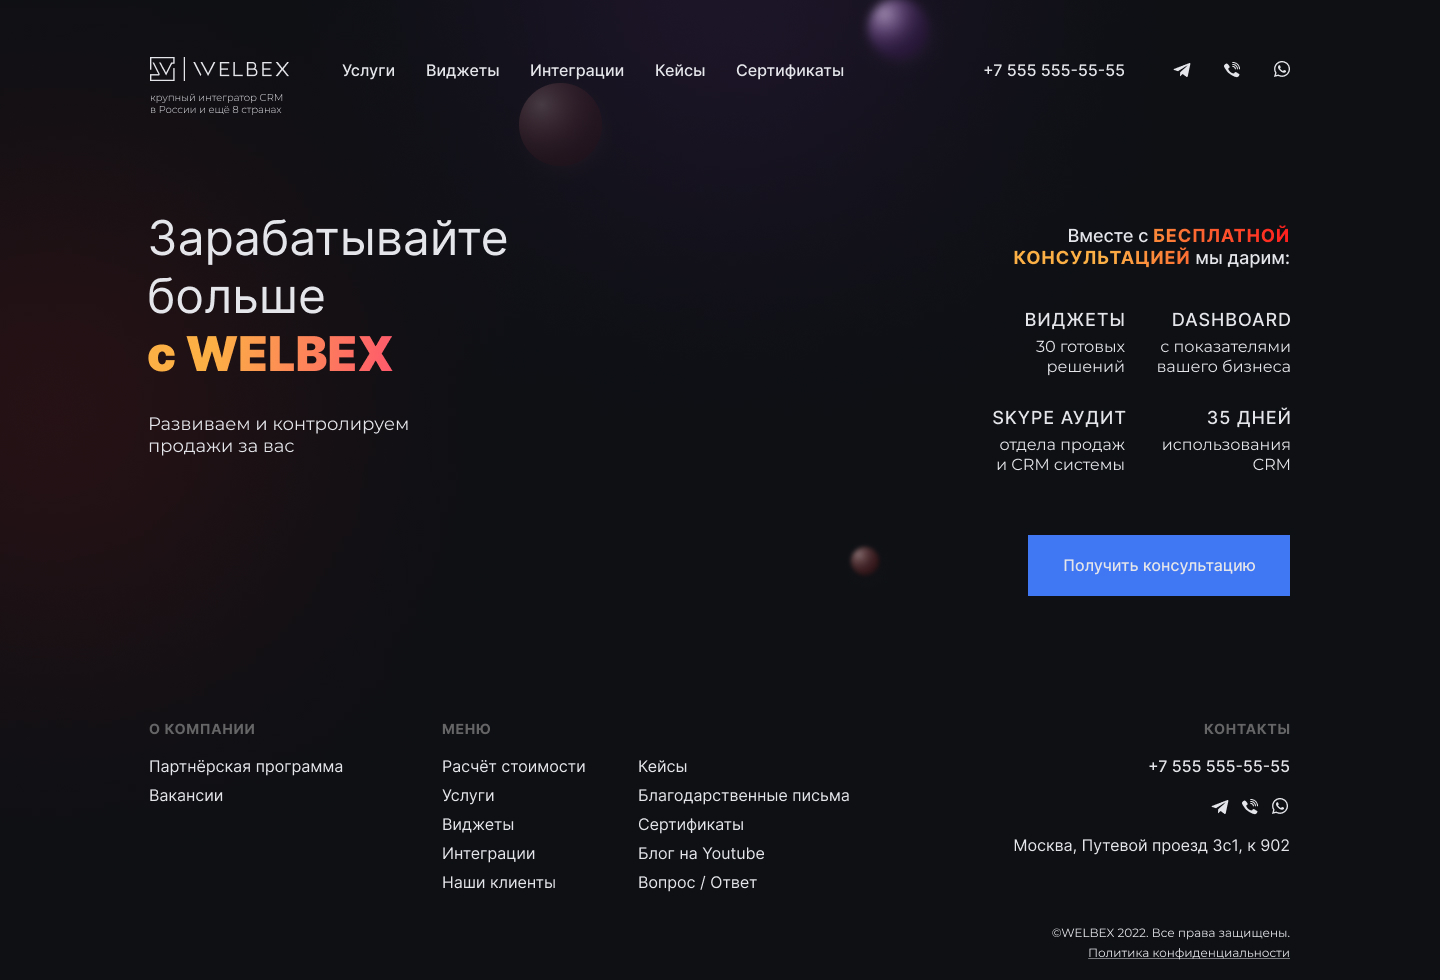 WELBEX
крупный интегратор CRM
в России и ещё 8 странах
Услуги
Виджеты
Интеграции
Кейсы
Сертификаты
+7 555 555-55-55
Зарабатывайте
больше
с WELBEX
Развиваем и контролируем
продажи за вас
Вместе с БЕСПЛАТНОЙ
КОНСУЛЬТАЦИЕЙ мы дарим:
ВИДЖЕТЫ
30 готовых
решений
DASHBOARD
с показателями
вашего бизнеса
SKYPE АУДИТ
отдела продаж
и CRM системы
35 ДНЕЙ
использования
CRM
Получить консультацию
О КОМПАНИИ
Партнёрская программа
Вакансии
МЕНЮ
Расчёт стоимости
Услуги
Виджеты
Интеграции
Наши клиенты
Кейсы
Благодарственные письма
Сертификаты
Блог на Youtube
Вопрос / Ответ
КОНТАКТЫ
+7 555 555-55-55
Москва, Путевой проезд 3с1, к 902
©WELBEX 2022. Все права защищены.
Политика конфиденциальности